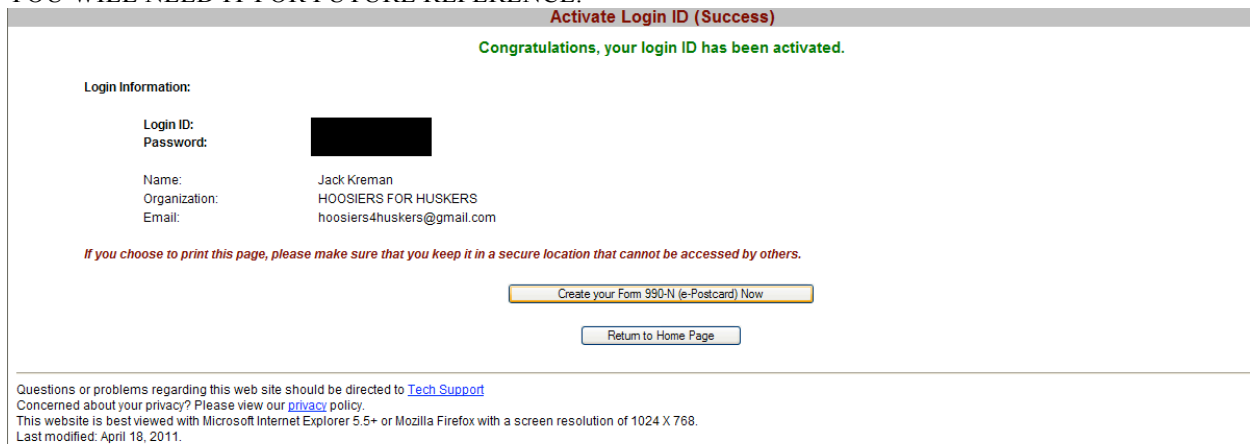 YOU WILL NEED IT FOR FUTURE REFERENCE.
Activate Login ID (Success)
Congratulations, your login ID has been activated.
Login Information:
Login ID:
Password:
Name: Jack Kreman
Organization: HOOSIERS FOR HUSKERS
Email: hoosiers4huskers@gmail.com
If you choose to print this page, please make sure that you keep it in a secure location that cannot be accessed by others.
Create your Form 990-N (e-Postcard) Now
Return to Home Page
Questions or problems regarding this web site should be directed to Tech Support
Concerned about your privacy? Please view our privacy policy.
This website is best viewed with Microsoft Internet Explorer 5.5+ or Mozilla Firefox with a screen resolution of 1024 X 768.
Last modified: April 18, 2011.